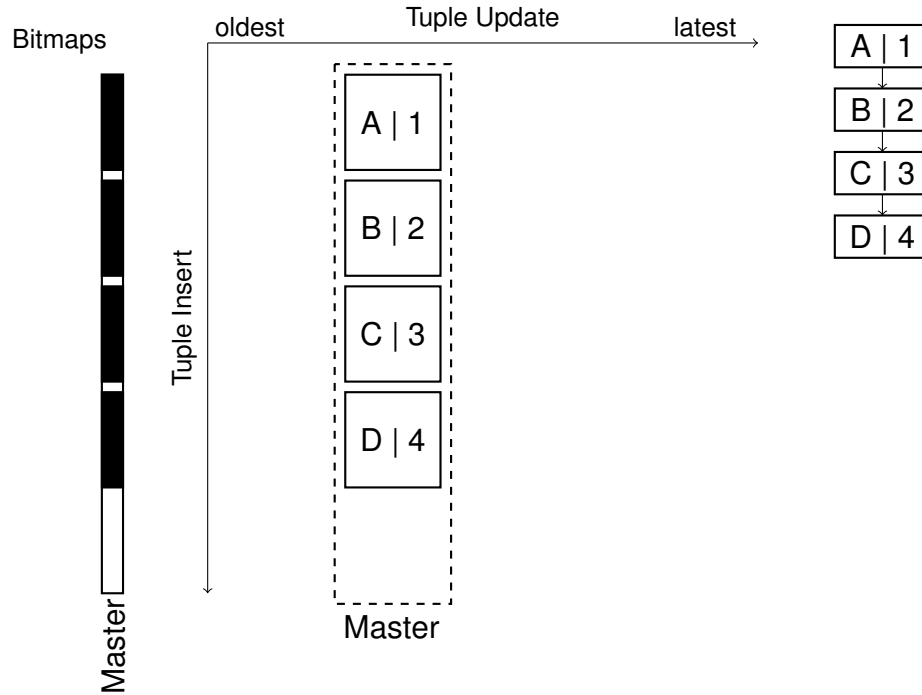 Tuple Update
Bitmaps
oldest
latest
A | 1
B | 2
C | 3
D | 4
A | 1
B | 2
C | 3
D | 4
Tuple Insert
Master
Master